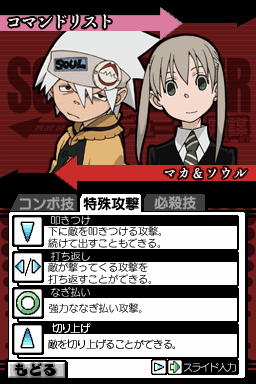 コマンドリスト
SOUL
マカ＆ソウル
コンボ技
特殊攻撃
必殺技
叩きつけ
下に敵を叩きつける攻撃。
続けて出すこともできる。
打ち返し
敵が撃ってくる攻撃を
打ち返すことができる。
なぎ払い
強力ななぎ払い攻撃。
切り上げ
敵を切り上げることができる。
もどる
スライド入力